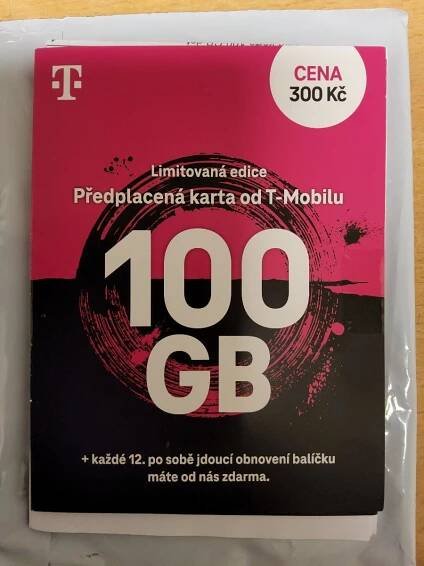 T
CENA
300 Kč
Limitovaná edice
Předplacená karta od T-Mobilu
100
GB
+ každé 12. po sobě jdoucí obnovení balíčku
máte od nás zdarma.